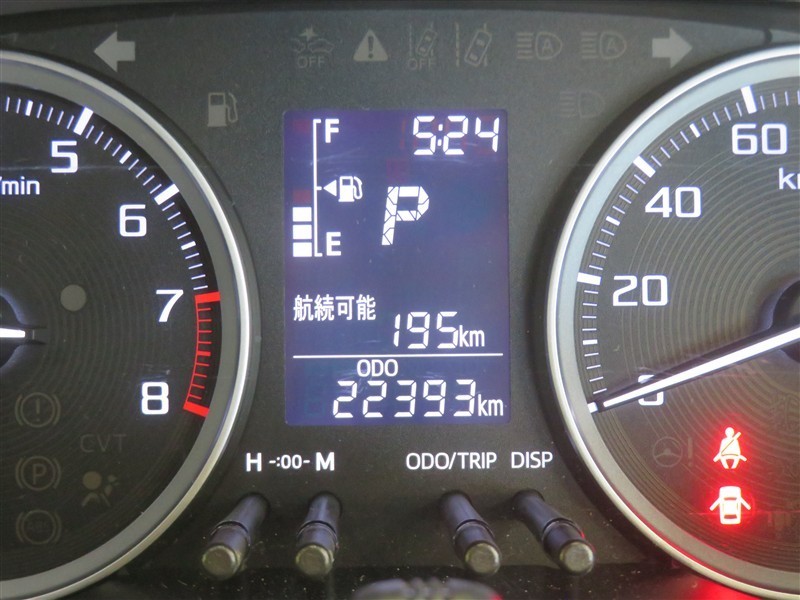 OFF
OFF
A
A
F
5:24
P
E
航続可能
195km
ODO
22393km
/min
5
6
7
8
60
km
40
20
0
CVT
P
H -:00- M
ODO/TRIP DISP